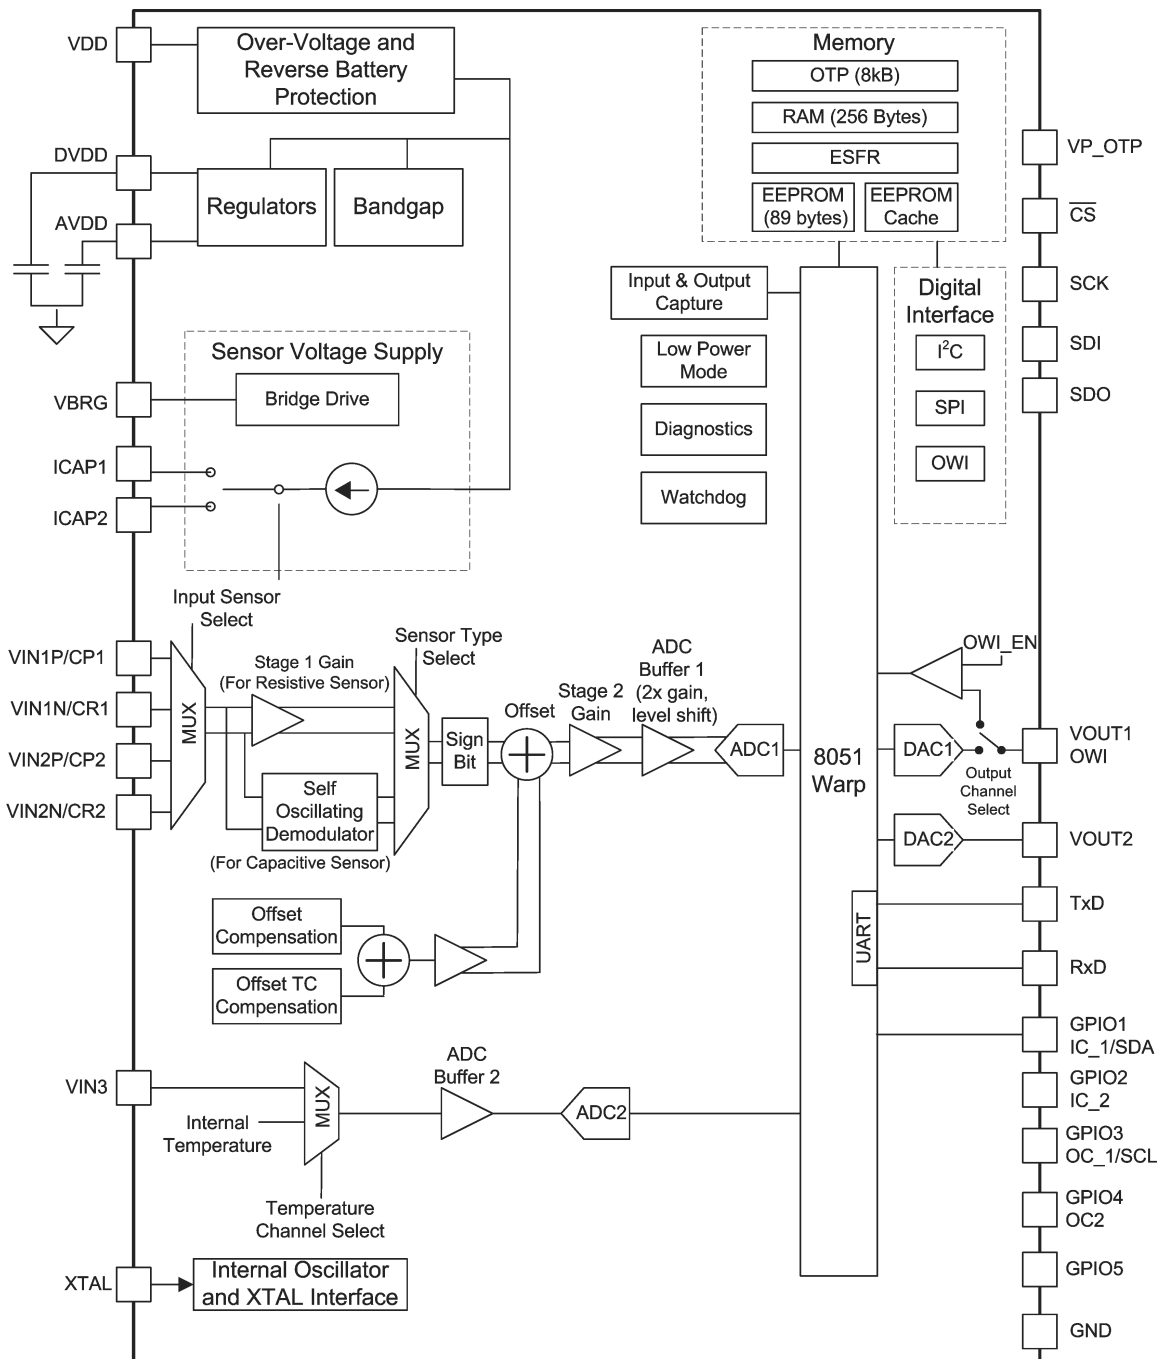 VDD
Over-Voltage and
Reverse Battery
Protection
DVDD
AVDD
Regulators
Bandgap
Sensor Voltage Supply
Bridge Drive
VBRG
ICAP1
ICAP2
Memory
OTP (8kB)
RAM (256 Bytes)
ESFR
EEPROM
(89 bytes)
EEPROM
Cache
Input & Output
Capture
Low Power
Mode
Diagnostics
Watchdog
Digital
Interface
I²C
SPI
OWI
VP_OTP
CS
SCK
SDI
SDO
Input Sensor
Select
VIN1P/CP1
VIN1N/CR1
VIN2P/CP2
VIN2N/CR2
MUX
Stage 1 Gain
(For Resistive Sensor)
Self
Oscillating
Demodulator
(For Capacitive Sensor)
Sensor Type
Select
MUX
Sign
Bit
Offset
Stage 2
Gain
ADC
Buffer 1
(2x gain,
level shift)
ADC1
8051
Warp
OWI_EN
DAC1
Output
Channel
Select
VOUT1
OWI
DAC2
VOUT2
UART
TxD
RxD
Offset
Compensation
Offset TC
Compensation
GPIO1
IC_1/SDA
GPIO2
IC_2
GPIO3
OC_1/SCL
GPIO4
OC2
GPIO5
GND
VIN3
Internal
Temperature
MUX
Temperature
Channel Select
ADC
Buffer 2
ADC2
XTAL
Internal Oscillator
and XTAL Interface